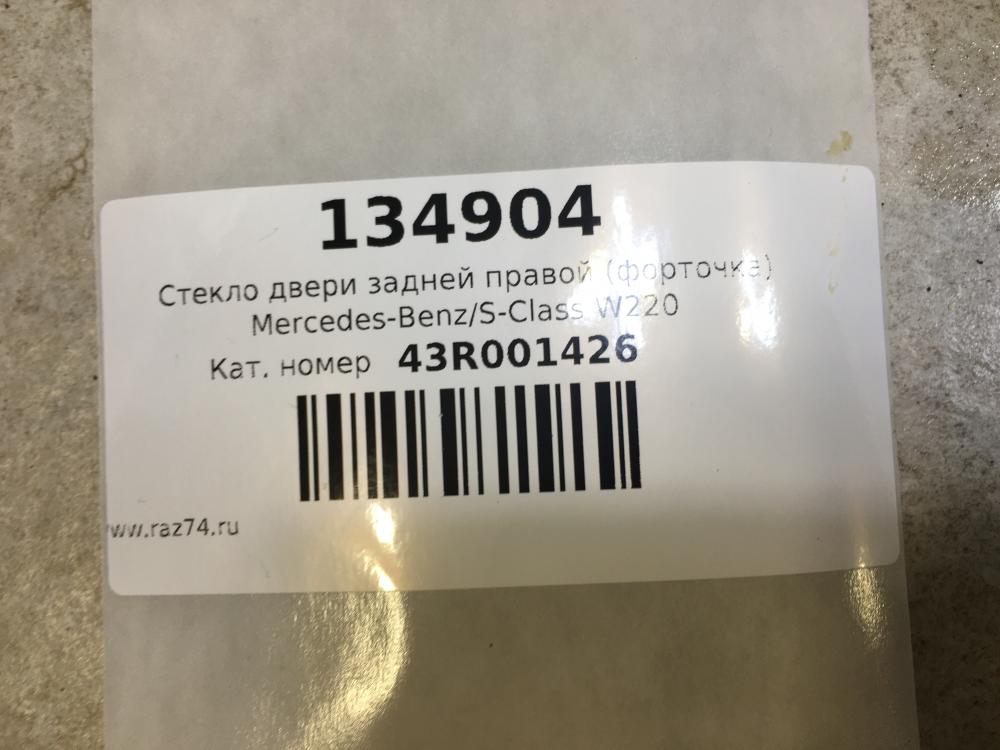 134904
Стекло двери задней правой (форточка)
Mercedes-Benz/S-Class W220
Кат. номер 43R001426
www.raz74.ru